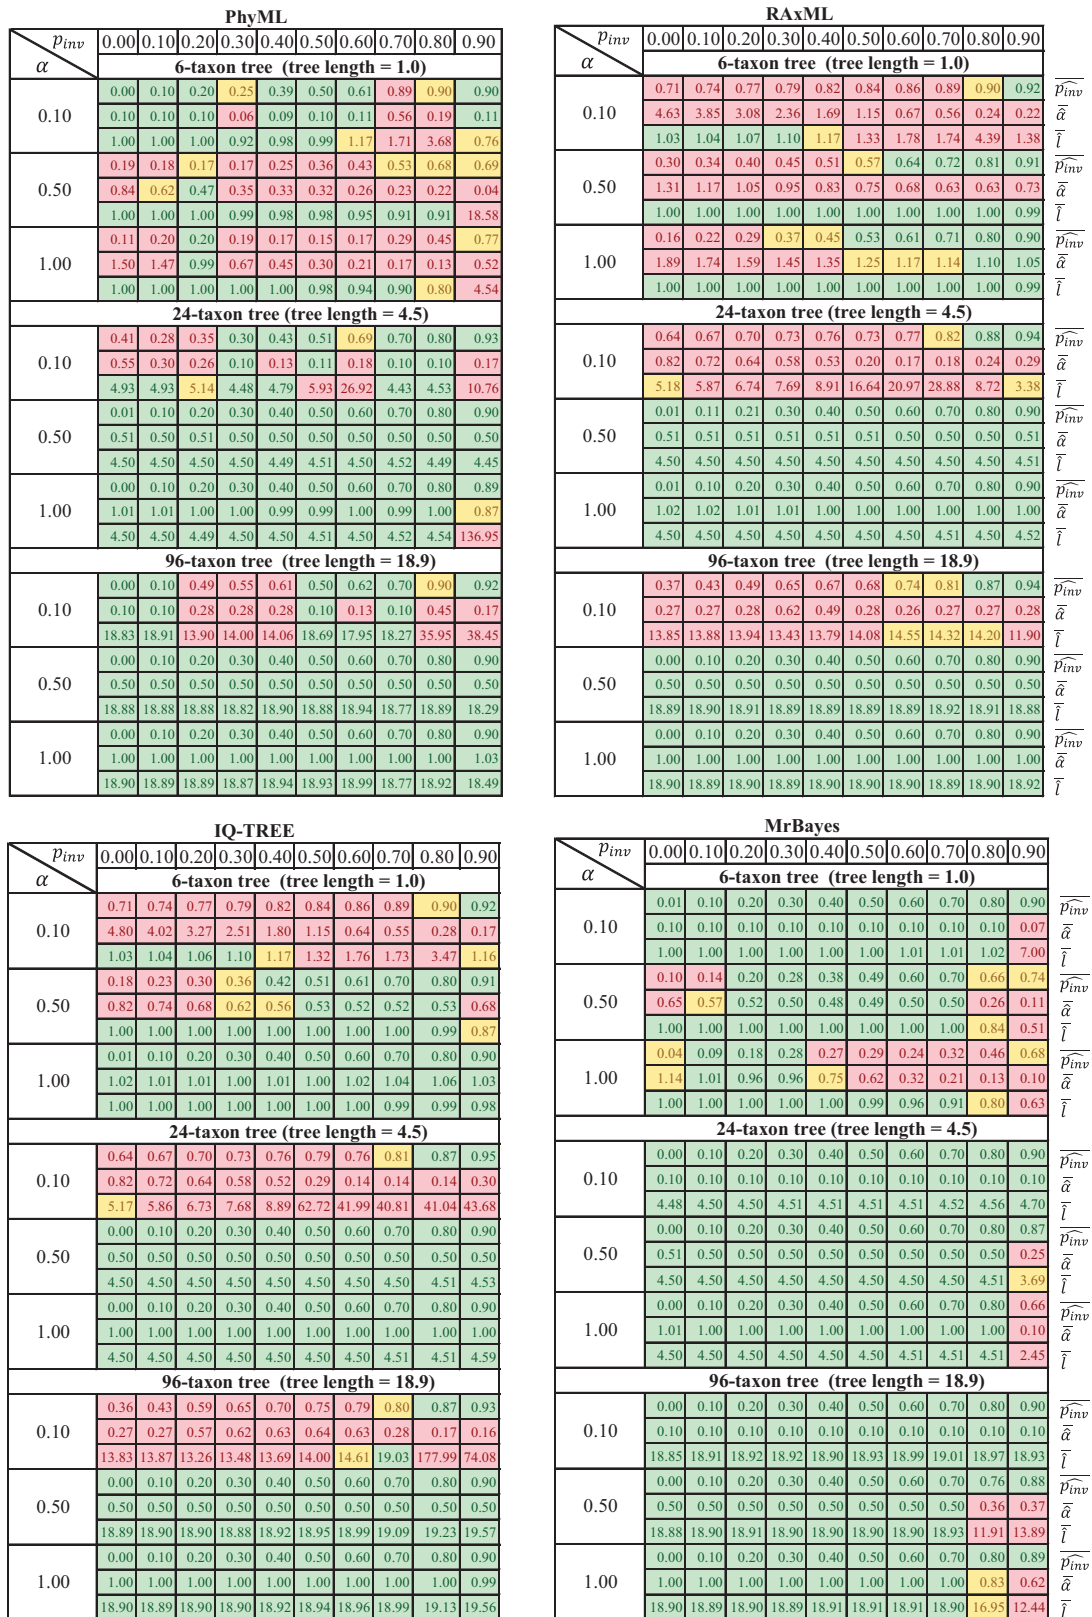 PhyML
p_inv 0.00 0.10 0.20 0.30 0.40 0.50 0.60 0.70 0.80 0.90
α 6-taxon tree (tree length = 1.0)
0.00 0.10 0.20 0.25 0.39 0.50 0.61 0.89 0.90 0.90
0.10 0.10 0.10 0.10 0.06 0.09 0.10 0.11 0.56 0.19 0.11
1.00 1.00 1.00 0.92 0.98 0.99 1.17 1.71 3.68 0.76
0.19 0.18 0.17 0.17 0.25 0.36 0.43 0.53 0.68 0.69
0.50 0.84 0.62 0.47 0.35 0.33 0.32 0.26 0.23 0.22 0.04
1.00 1.00 1.00 0.99 0.98 0.98 0.95 0.91 0.91 18.58
0.11 0.20 0.20 0.19 0.17 0.15 0.17 0.29 0.45 0.77
1.00 1.50 1.47 0.99 0.67 0.45 0.30 0.21 0.17 0.13 0.52
1.00 1.00 1.00 1.00 1.00 0.98 0.94 0.90 0.80 4.54
24-taxon tree (tree length = 4.5)
0.41 0.28 0.35 0.30 0.43 0.51 0.69 0.70 0.80 0.93
0.10 0.55 0.30 0.26 0.10 0.13 0.11 0.18 0.10 0.10 0.17
4.93 4.93 5.14 4.48 4.79 5.93 26.92 4.43 4.53 10.76
0.01 0.10 0.20 0.30 0.40 0.50 0.60 0.70 0.80 0.90
0.50 0.51 0.50 0.51 0.50 0.50 0.50 0.50 0.50 0.50 0.50
4.50 4.50 4.50 4.50 4.49 4.51 4.50 4.52 4.49 4.45
0.00 0.10 0.20 0.30 0.40 0.50 0.60 0.70 0.80 0.89
1.00 1.01 1.01 1.00 1.00 0.99 0.99 1.00 0.99 1.00 0.87
4.50 4.50 4.49 4.50 4.50 4.51 4.50 4.52 4.54 136.95
96-taxon tree (tree length = 18.9)
0.00 0.10 0.49 0.55 0.61 0.50 0.62 0.70 0.90 0.92
0.10 0.10 0.10 0.28 0.28 0.28 0.10 0.13 0.10 0.45 0.17
18.83 18.91 13.90 14.00 14.06 18.69 17.95 18.27 35.95 38.45
0.00 0.10 0.20 0.30 0.40 0.50 0.60 0.70 0.80 0.90
0.50 0.50 0.50 0.50 0.50 0.50 0.50 0.50 0.50 0.50 0.50
18.88 18.88 18.88 18.82 18.90 18.88 18.94 18.77 18.89 18.29
0.00 0.10 0.20 0.30 0.40 0.50 0.60 0.70 0.80 0.90
1.00 1.00 1.00 1.00 1.00 1.00 1.00 1.00 1.00 1.00 1.03
18.90 18.89 18.89 18.87 18.94 18.93 18.99 18.77 18.92 18.49
RAxML
p_inv 0.00 0.10 0.20 0.30 0.40 0.50 0.60 0.70 0.80 0.90
α 6-taxon tree (tree length = 1.0)
0.71 0.74 0.77 0.79 0.82 0.84 0.86 0.89 0.90 0.92 p̂_inv
0.10 4.63 3.85 3.08 2.36 1.69 1.15 0.67 0.56 0.24 0.22 α̂
1.03 1.04 1.07 1.10 1.17 1.33 1.78 1.74 4.39 1.38 l̂
0.30 0.34 0.40 0.45 0.51 0.57 0.64 0.72 0.81 0.91 p̂_inv
0.50 1.31 1.17 1.05 0.95 0.83 0.75 0.68 0.63 0.63 0.73 α̂
1.00 1.00 1.00 1.00 1.00 1.00 1.00 1.00 1.00 0.99 l̂
0.16 0.22 0.29 0.37 0.45 0.53 0.61 0.71 0.80 0.90 p̂_inv
1.00 1.89 1.74 1.59 1.45 1.35 1.25 1.17 1.14 1.10 1.05 α̂
1.00 1.00 1.00 1.00 1.00 1.00 1.00 1.00 1.00 0.99 l̂
24-taxon tree (tree length = 4.5)
0.64 0.67 0.70 0.73 0.76 0.73 0.77 0.82 0.88 0.94 p̂_inv
0.10 0.82 0.72 0.64 0.58 0.53 0.20 0.17 0.18 0.24 0.29 α̂
5.18 5.87 6.74 7.69 8.91 16.64 20.97 28.88 8.72 3.38 l̂
0.01 0.11 0.21 0.30 0.40 0.50 0.60 0.70 0.80 0.90 p̂_inv
0.50 0.51 0.51 0.51 0.51 0.51 0.51 0.50 0.50 0.50 0.51 α̂
4.50 4.50 4.50 4.50 4.50 4.50 4.50 4.50 4.50 4.51 l̂
0.01 0.10 0.20 0.30 0.40 0.50 0.60 0.70 0.80 0.90 p̂_inv
1.00 1.02 1.02 1.01 1.01 1.00 1.00 1.00 1.00 1.00 1.00 α̂
4.50 4.50 4.50 4.50 4.50 4.50 4.50 4.51 4.50 4.52 l̂
96-taxon tree (tree length = 18.9)
0.37 0.43 0.49 0.65 0.67 0.68 0.74 0.81 0.87 0.94 p̂_inv
0.10 0.27 0.27 0.28 0.62 0.49 0.28 0.26 0.27 0.27 0.28 α̂
13.85 13.88 13.94 13.43 13.79 14.08 14.55 14.32 14.20 11.90 l̂
0.00 0.10 0.20 0.30 0.40 0.50 0.60 0.70 0.80 0.90 p̂_inv
0.50 0.50 0.50 0.50 0.50 0.50 0.50 0.50 0.50 0.50 0.50 α̂
18.89 18.90 18.91 18.89 18.89 18.89 18.89 18.92 18.91 18.88 l̂
0.00 0.10 0.20 0.30 0.40 0.50 0.60 0.70 0.80 0.90 p̂_inv
1.00 1.00 1.00 1.00 1.00 1.00 1.00 1.00 1.00 1.00 1.00 α̂
18.90 18.89 18.90 18.89 18.90 18.90 18.89 18.90 18.90 18.92 l̂
IQ-TREE
p_inv 0.00 0.10 0.20 0.30 0.40 0.50 0.60 0.70 0.80 0.90
α 6-taxon tree (tree length = 1.0)
0.71 0.74 0.77 0.79 0.82 0.84 0.86 0.89 0.90 0.92
0.10 4.80 4.02 3.27 2.51 1.80 1.15 0.64 0.55 0.28 0.17
1.03 1.04 1.06 1.10 1.17 1.32 1.76 1.73 3.47 1.16
0.18 0.23 0.30 0.36 0.42 0.51 0.61 0.70 0.80 0.91
0.50 0.82 0.74 0.68 0.62 0.56 0.53 0.52 0.52 0.53 0.68
1.00 1.00 1.00 1.00 1.00 1.00 1.00 1.00 0.99 0.87
0.01 0.10 0.20 0.30 0.40 0.50 0.60 0.70 0.80 0.90
1.00 1.02 1.01 1.01 1.00 1.01 1.00 1.02 1.04 1.06 1.03
1.00 1.00 1.00 1.00 1.00 1.00 1.00 0.99 0.99 0.98
24-taxon tree (tree length = 4.5)
0.64 0.67 0.70 0.73 0.76 0.79 0.76 0.81 0.87 0.95
0.10 0.82 0.72 0.64 0.58 0.52 0.29 0.14 0.14 0.14 0.30
5.17 5.86 6.73 7.68 8.89 62.72 41.99 40.81 41.04 43.68
0.00 0.10 0.20 0.30 0.40 0.50 0.60 0.70 0.80 0.90
0.50 0.50 0.50 0.50 0.50 0.50 0.50 0.50 0.50 0.50 0.50
4.50 4.50 4.50 4.50 4.50 4.50 4.50 4.50 4.51 4.53
0.00 0.10 0.20 0.30 0.40 0.50 0.60 0.70 0.80 0.90
1.00 1.00 1.00 1.00 1.00 1.00 1.00 1.00 1.00 1.00 1.00
4.50 4.50 4.50 4.50 4.50 4.50 4.50 4.51 4.51 4.59
96-taxon tree (tree length = 18.9)
0.36 0.43 0.59 0.65 0.70 0.75 0.79 0.80 0.87 0.93
0.10 0.27 0.27 0.57 0.62 0.63 0.64 0.63 0.28 0.17 0.16
13.83 13.87 13.26 13.48 13.69 14.00 14.61 19.03 177.99 74.08
0.00 0.10 0.20 0.30 0.40 0.50 0.60 0.70 0.80 0.90
0.50 0.50 0.50 0.50 0.50 0.50 0.50 0.50 0.50 0.50 0.50
18.89 18.90 18.90 18.88 18.92 18.95 18.99 19.09 19.23 19.57
0.00 0.10 0.20 0.30 0.40 0.50 0.60 0.70 0.80 0.90
1.00 1.00 1.00 1.00 1.00 1.00 1.00 1.00 1.00 1.00 0.99
18.90 18.89 18.90 18.90 18.92 18.94 18.96 18.99 19.13 19.56
MrBayes
p_inv 0.00 0.10 0.20 0.30 0.40 0.50 0.60 0.70 0.80 0.90
α 6-taxon tree (tree length = 1.0)
0.01 0.10 0.20 0.30 0.40 0.50 0.60 0.70 0.80 0.90 p̂_inv
0.10 0.10 0.10 0.10 0.10 0.10 0.10 0.10 0.10 0.10 0.07 α̂
1.00 1.00 1.00 1.00 1.00 1.00 1.01 1.01 1.02 7.00 l̂
0.10 0.14 0.20 0.28 0.38 0.49 0.60 0.70 0.66 0.74 p̂_inv
0.50 0.65 0.57 0.52 0.50 0.48 0.49 0.50 0.50 0.26 0.11 α̂
1.00 1.00 1.00 1.00 1.00 1.00 1.00 1.00 0.84 0.51 l̂
0.04 0.09 0.18 0.28 0.27 0.29 0.24 0.32 0.46 0.68 p̂_inv
1.00 1.14 1.01 0.96 0.96 0.75 0.62 0.32 0.21 0.13 0.10 α̂
1.00 1.00 1.00 1.00 1.00 0.99 0.96 0.91 0.80 0.63 l̂
24-taxon tree (tree length = 4.5)
0.00 0.10 0.20 0.30 0.40 0.50 0.60 0.70 0.80 0.90 p̂_inv
0.10 0.10 0.10 0.10 0.10 0.10 0.10 0.10 0.10 0.10 0.10 α̂
4.48 4.50 4.50 4.51 4.51 4.51 4.51 4.52 4.56 4.70 l̂
0.00 0.10 0.20 0.30 0.40 0.50 0.60 0.70 0.80 0.87 p̂_inv
0.50 0.51 0.50 0.50 0.50 0.50 0.50 0.50 0.50 0.50 0.25 α̂
4.50 4.50 4.50 4.50 4.50 4.50 4.50 4.50 4.51 3.69 l̂
0.00 0.10 0.20 0.30 0.40 0.50 0.60 0.70 0.80 0.66 p̂_inv
1.00 1.01 1.00 1.00 1.00 1.00 1.00 1.00 1.00 1.00 0.10 α̂
4.50 4.50 4.50 4.50 4.50 4.50 4.51 4.51 4.51 2.45 l̂
96-taxon tree (tree length = 18.9)
0.00 0.10 0.20 0.30 0.40 0.50 0.60 0.70 0.80 0.90 p̂_inv
0.10 0.10 0.10 0.10 0.10 0.10 0.10 0.10 0.10 0.10 0.10 α̂
18.85 18.91 18.92 18.92 18.90 18.93 18.99 19.01 18.97 18.93 l̂
0.00 0.10 0.20 0.30 0.40 0.50 0.60 0.70 0.76 0.88 p̂_inv
0.50 0.50 0.50 0.50 0.50 0.50 0.50 0.50 0.50 0.36 0.37 α̂
18.88 18.90 18.91 18.90 18.90 18.91 18.90 18.93 11.91 13.89 l̂
0.00 0.10 0.20 0.30 0.40 0.50 0.60 0.70 0.80 0.89 p̂_inv
1.00 1.00 1.00 1.00 1.00 1.00 1.00 1.00 1.00 0.83 0.62 α̂
18.90 18.89 18.90 18.89 18.91 18.91 18.91 18.90 16.95 12.44 l̂